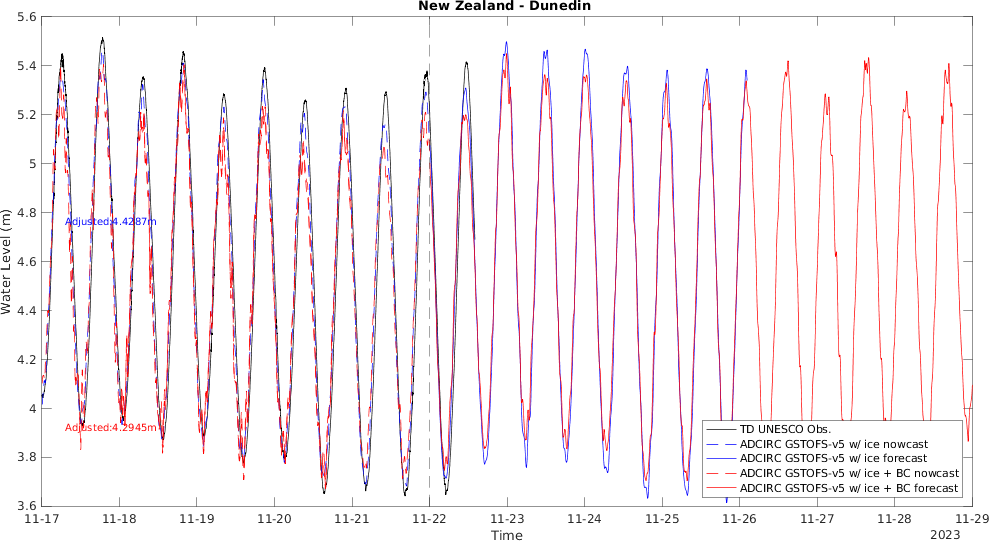 New Zealand - Dunedin
Water Level (m)
5.6
5.4
5.2
5
4.8
4.6
4.4
4.2
4
3.8
3.6
Adjusted:4.4287m
Adjusted:4.2945m
TD UNESCO Obs.
ADCIRC GSTOFS-v5 w/ ice nowcast
ADCIRC GSTOFS-v5 w/ ice forecast
ADCIRC GSTOFS-v5 w/ ice + BC nowcast
ADCIRC GSTOFS-v5 w/ ice + BC forecast
11-17 11-18 11-19 11-20 11-21 11-22 11-23 11-24 11-25 11-26 11-27 11-28 11-29
Time
2023